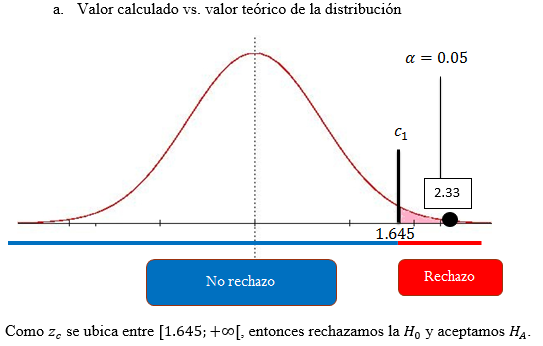 a. Valor calculado vs. valor teórico de la distribución
α = 0.05
c₁
2.33
1.645
No rechazo
Rechazo
Como z꜀ se ubica entre [1.645; +∞[, entonces rechazamos la H₀ y aceptamos Hₐ.